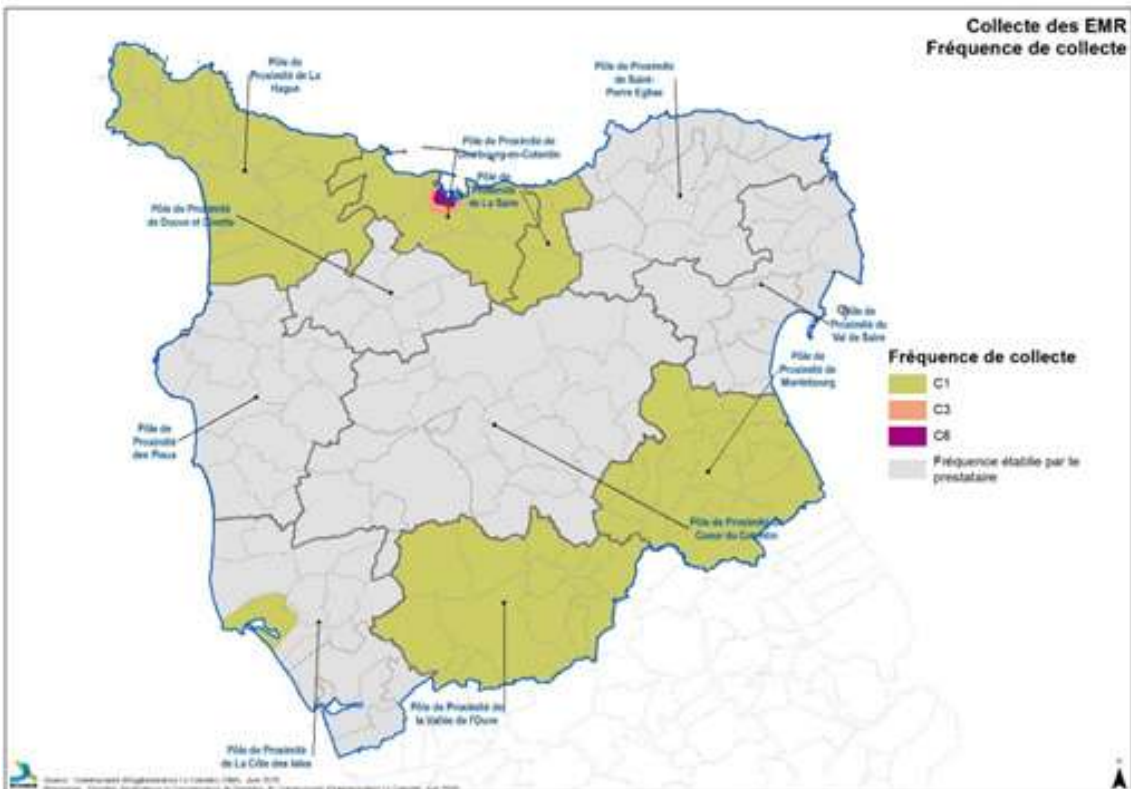 Collecte des EMR
Fréquence de collecte
Pôle de
Proximité de La
Hague
Pôle de Proximité
de Saint-
Pierre Eglise
Pôle de Proximité de
Cherbourg-en-Cotentin
Pôle de
Proximité
de La Saire
Pôle de Proximité
de Douve et Divette
Pôle de
Proximité du
Val de Saire
Pôle de
Proximité de
Montebourg
Fréquence de collecte
C1
C3
C6
Fréquence établie par le
prestataire
Pôle de
Proximité
des Pieux
Pôle de Proximité
Coeur du Cotentin
Pôle de Proximité de
la Vallée de l'Ouve
Pôle de Proximité
de La Côte des Isles